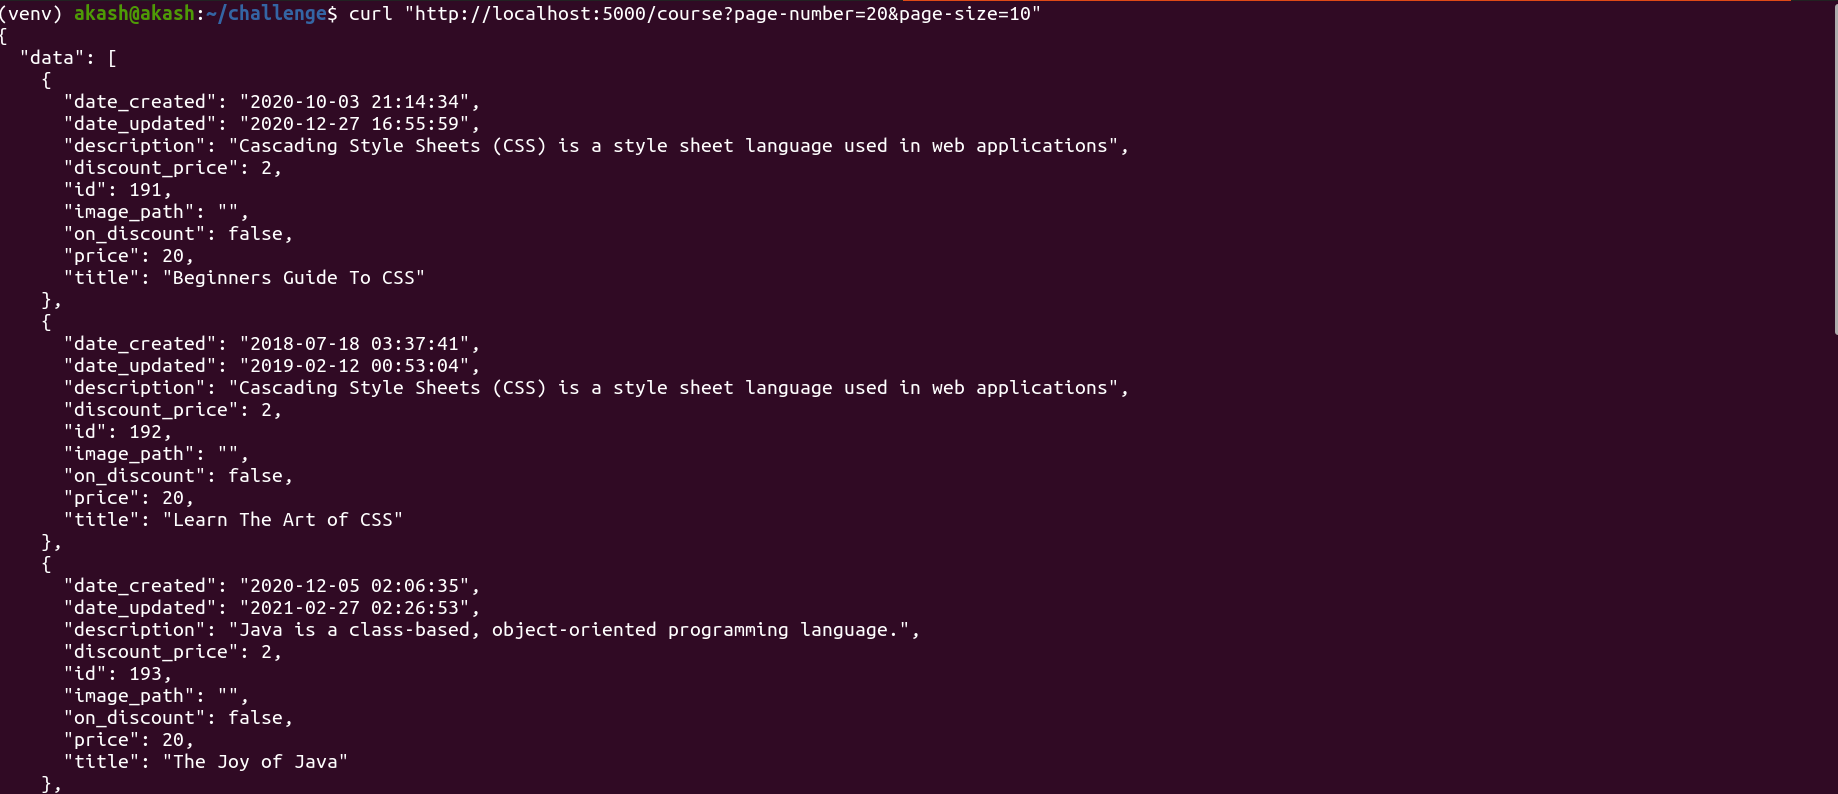 (venv) akash@akash:~/challenge$ curl "http://localhost:5000/course?page-number=20&page-size=10"
{
  "data": [
    {
      "date_created": "2020-10-03 21:14:34",
      "date_updated": "2020-12-27 16:55:59",
      "description": "Cascading Style Sheets (CSS) is a style sheet language used in web applications",
      "discount_price": 2,
      "id": 191,
      "image_path": "",
      "on_discount": false,
      "price": 20,
      "title": "Beginners Guide To CSS"
    },
    {
      "date_created": "2018-07-18 03:37:41",
      "date_updated": "2019-02-12 00:53:04",
      "description": "Cascading Style Sheets (CSS) is a style sheet language used in web applications",
      "discount_price": 2,
      "id": 192,
      "image_path": "",
      "on_discount": false,
      "price": 20,
      "title": "Learn The Art of CSS"
    },
    {
      "date_created": "2020-12-05 02:06:35",
      "date_updated": "2021-02-27 02:26:53",
      "description": "Java is a class-based, object-oriented programming language.",
      "discount_price": 2,
      "id": 193,
      "image_path": "",
      "on_discount": false,
      "price": 20,
      "title": "The Joy of Java"
    },